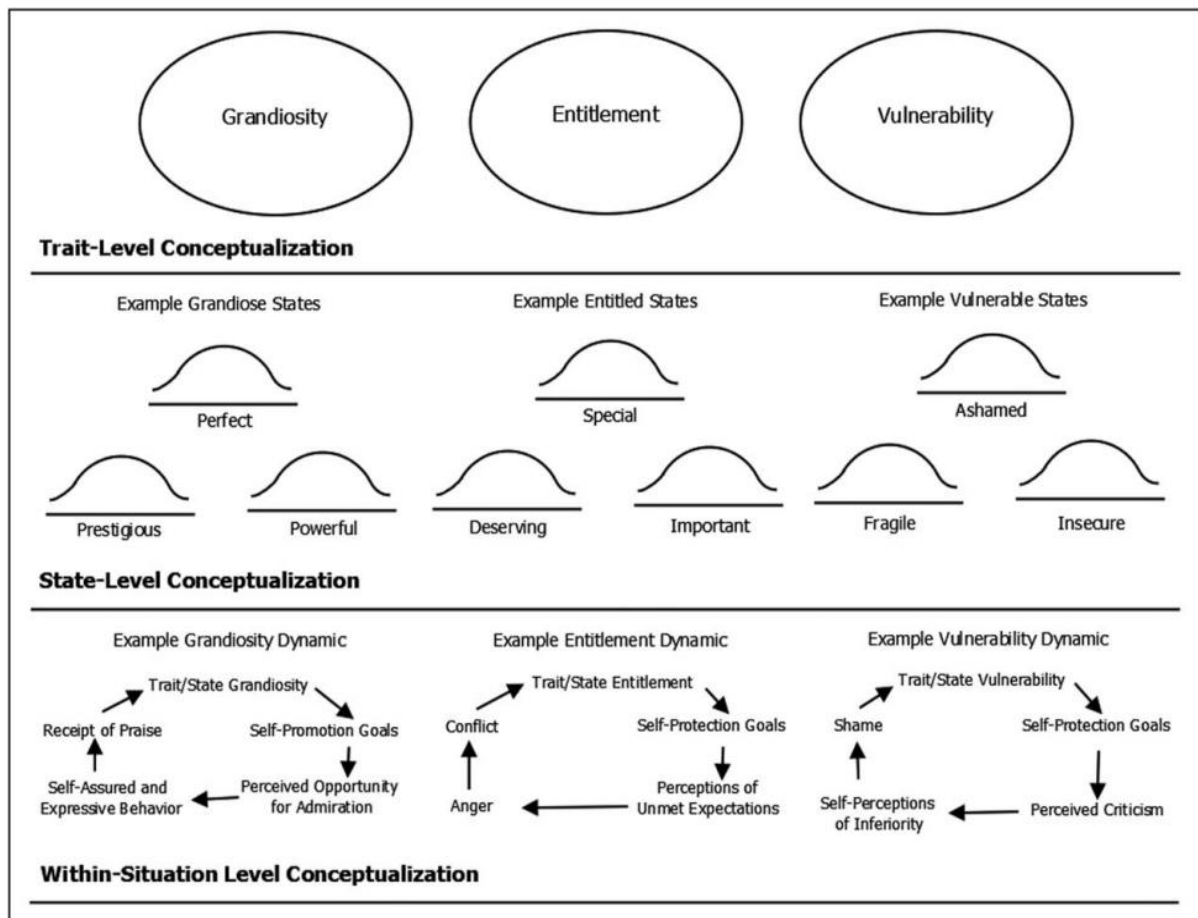 Grandiosity
Entitlement
Vulnerability
Trait-Level Conceptualization
Example Grandiose States
Example Entitled States
Example Vulnerable States
Perfect
Special
Ashamed
Prestigious
Powerful
Deserving
Important
Fragile
Insecure
State-Level Conceptualization
Example Grandiosity Dynamic
Trait/State Grandiosity
Receipt of Praise
Self-Promotion Goals
Self-Assured and
Expressive Behavior
Perceived Opportunity
for Admiration
Example Entitlement Dynamic
Trait/State Entitlement
Conflict
Self-Protection Goals
Anger
Perceptions of
Unmet Expectations
Example Vulnerability Dynamic
Trait/State Vulnerability
Shame
Self-Protection Goals
Self-Perceptions
of Inferiority
Perceived Criticism
Within-Situation Level Conceptualization